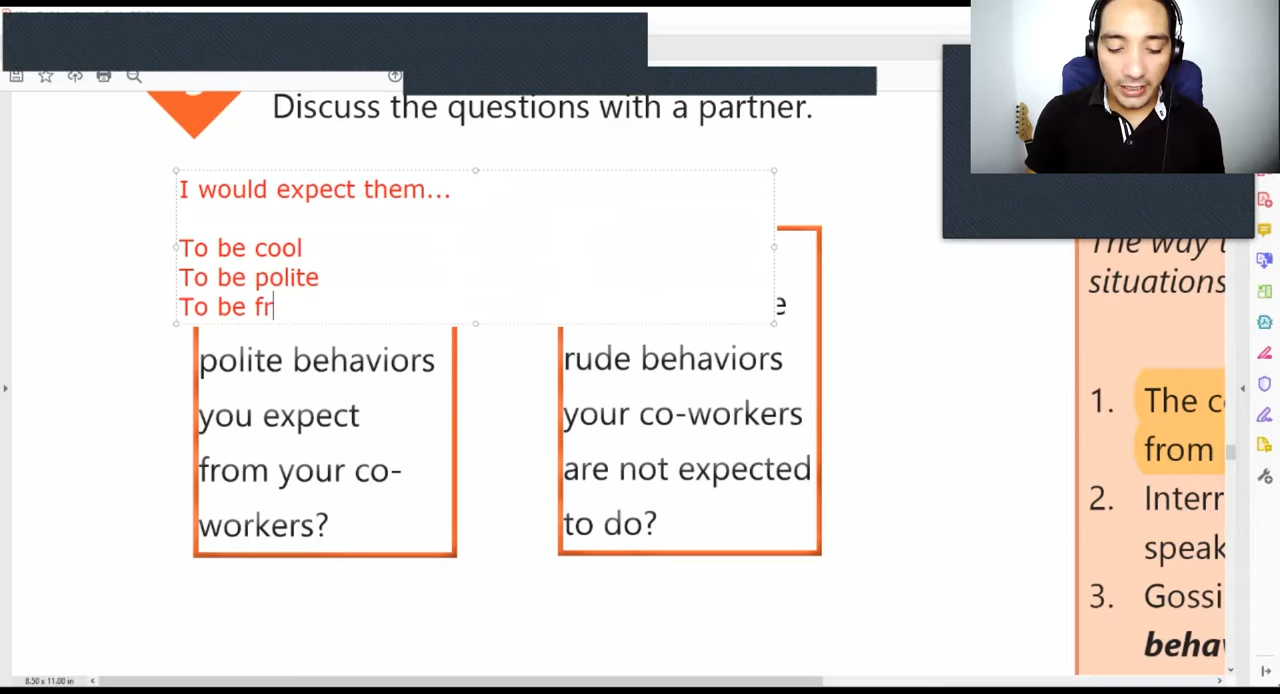 Discuss the questions with a partner.
I would expect them...
To be cool
To be polite
To be fr
polite behaviors
you expect
from your co-
workers?
rude behaviors
your co-workers
are not expected
to do?
The way
situations
1. The c
from
2. Interr
speak
3. Gossi
behav
8.50 x 11.00 in